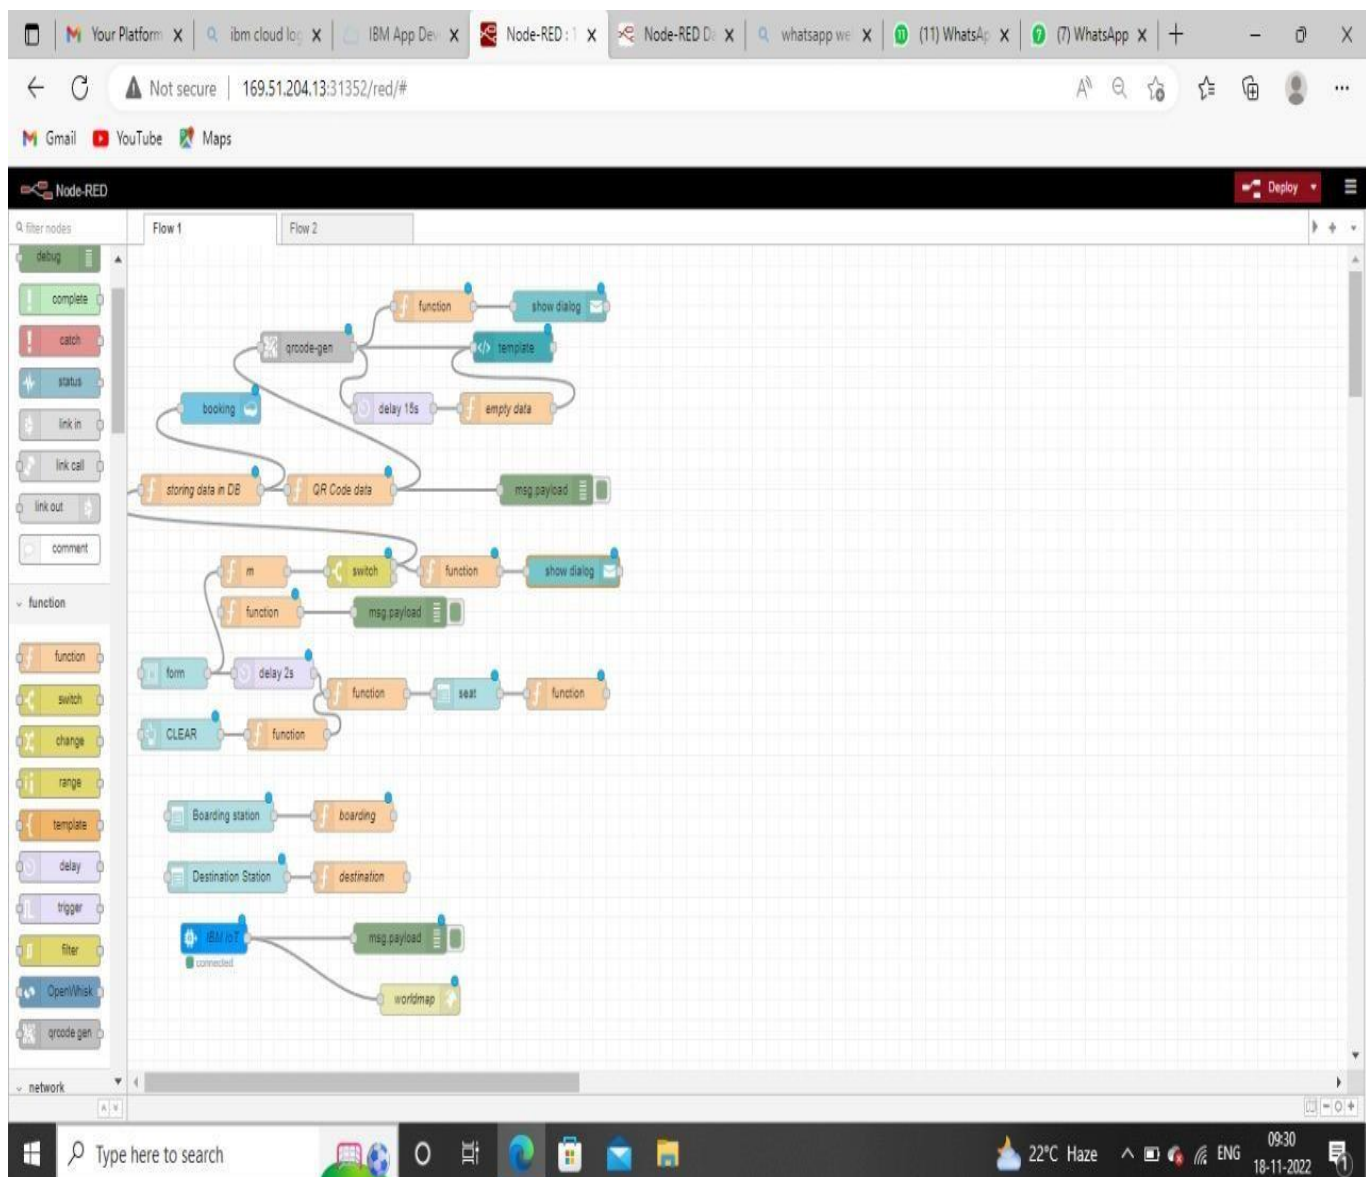 Your Platform X ibm cloud log X IBM App Dev X Node-RED : 1 X Node-RED Da X whatsapp we X (11) WhatsAp X (7) WhatsApp X
Not secure 169.51.204.13:31352/red/#
Gmail YouTube Maps
Node-RED Deploy
filter nodes Flow 1 Flow 2
debug
complete function show dialog
catch qrcode-gen template
status booking delay 15s empty data
link in
link call storing data in DB QR Code data msg.payload
link out
comment m switch function show dialog
function function msg.payload
function form delay 2s function seat function
switch
change CLEAR function
range
template Boarding station boarding
delay Destination Station destination
trigger
filter IBM IoT msg.payload
connected
OpenWhisk worldmap
qrcode gen
network
Type here to search 22°C Haze ENG 09:30
18-11-2022